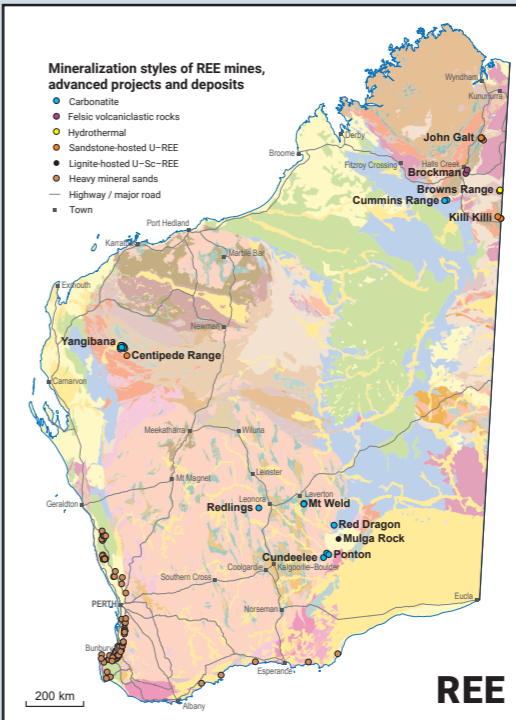 Mineralization styles of REE mines,
advanced projects and deposits
Carbonatite
Felsic volcaniclastic rocks
Hydrothermal
Sandstone-hosted U–REE
Lignite-hosted U–Sc–REE
Heavy mineral sands
Highway / major road
Town
Wyndham
Kununurra
John Galt
Derby
Broome
Fitzroy Crossing
Halls Creek
Brockman
Browns Range
Cummins Range
Killi Killi
Port Hedland
Karratha
Marble Bar
Exmouth
Newman
Yangibana
Centipede Range
Carnarvon
Meekatharra
Wiluna
Mt Magnet
Leinster
Laverton
Leonora
Mt Weld
Redlings
Geraldton
Red Dragon
Mulga Rock
Ponton
Cundeelee
Coolgardie
Kalgoorlie–Boulder
Southern Cross
PERTH
Norseman
Eucla
Bunbury
Esperance
Albany
200 km
REE